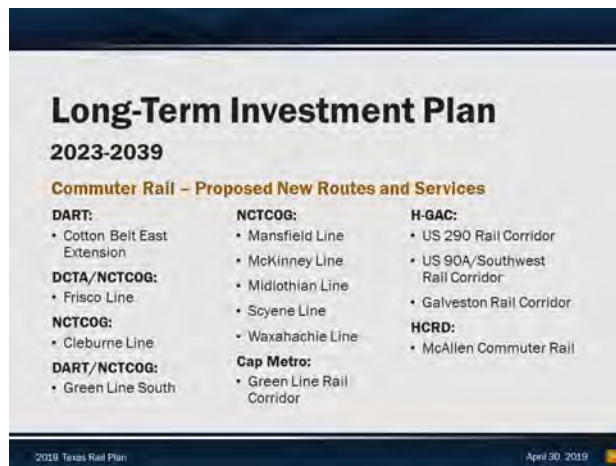 Long-Term Investment Plan
2023-2039
Commuter Rail – Proposed New Routes and Services
DART:
• Cotton Belt East
Extension
DCTA/NCTCOG:
• Frisco Line
NCTCOG:
• Cleburne Line
DART/NCTCOG:
• Green Line South
NCTCOG:
• Mansfield Line
• McKinney Line
• Midlothian Line
• Scyene Line
• Waxahachie Line
Cap Metro:
• Green Line Rail
Corridor
H-GAC:
• US 290 Rail Corridor
• US 90A/Southwest
Rail Corridor
• Galveston Rail Corridor
HCRD:
• McAllen Commuter Rail
2019 Texas Rail Plan
April 30, 2019